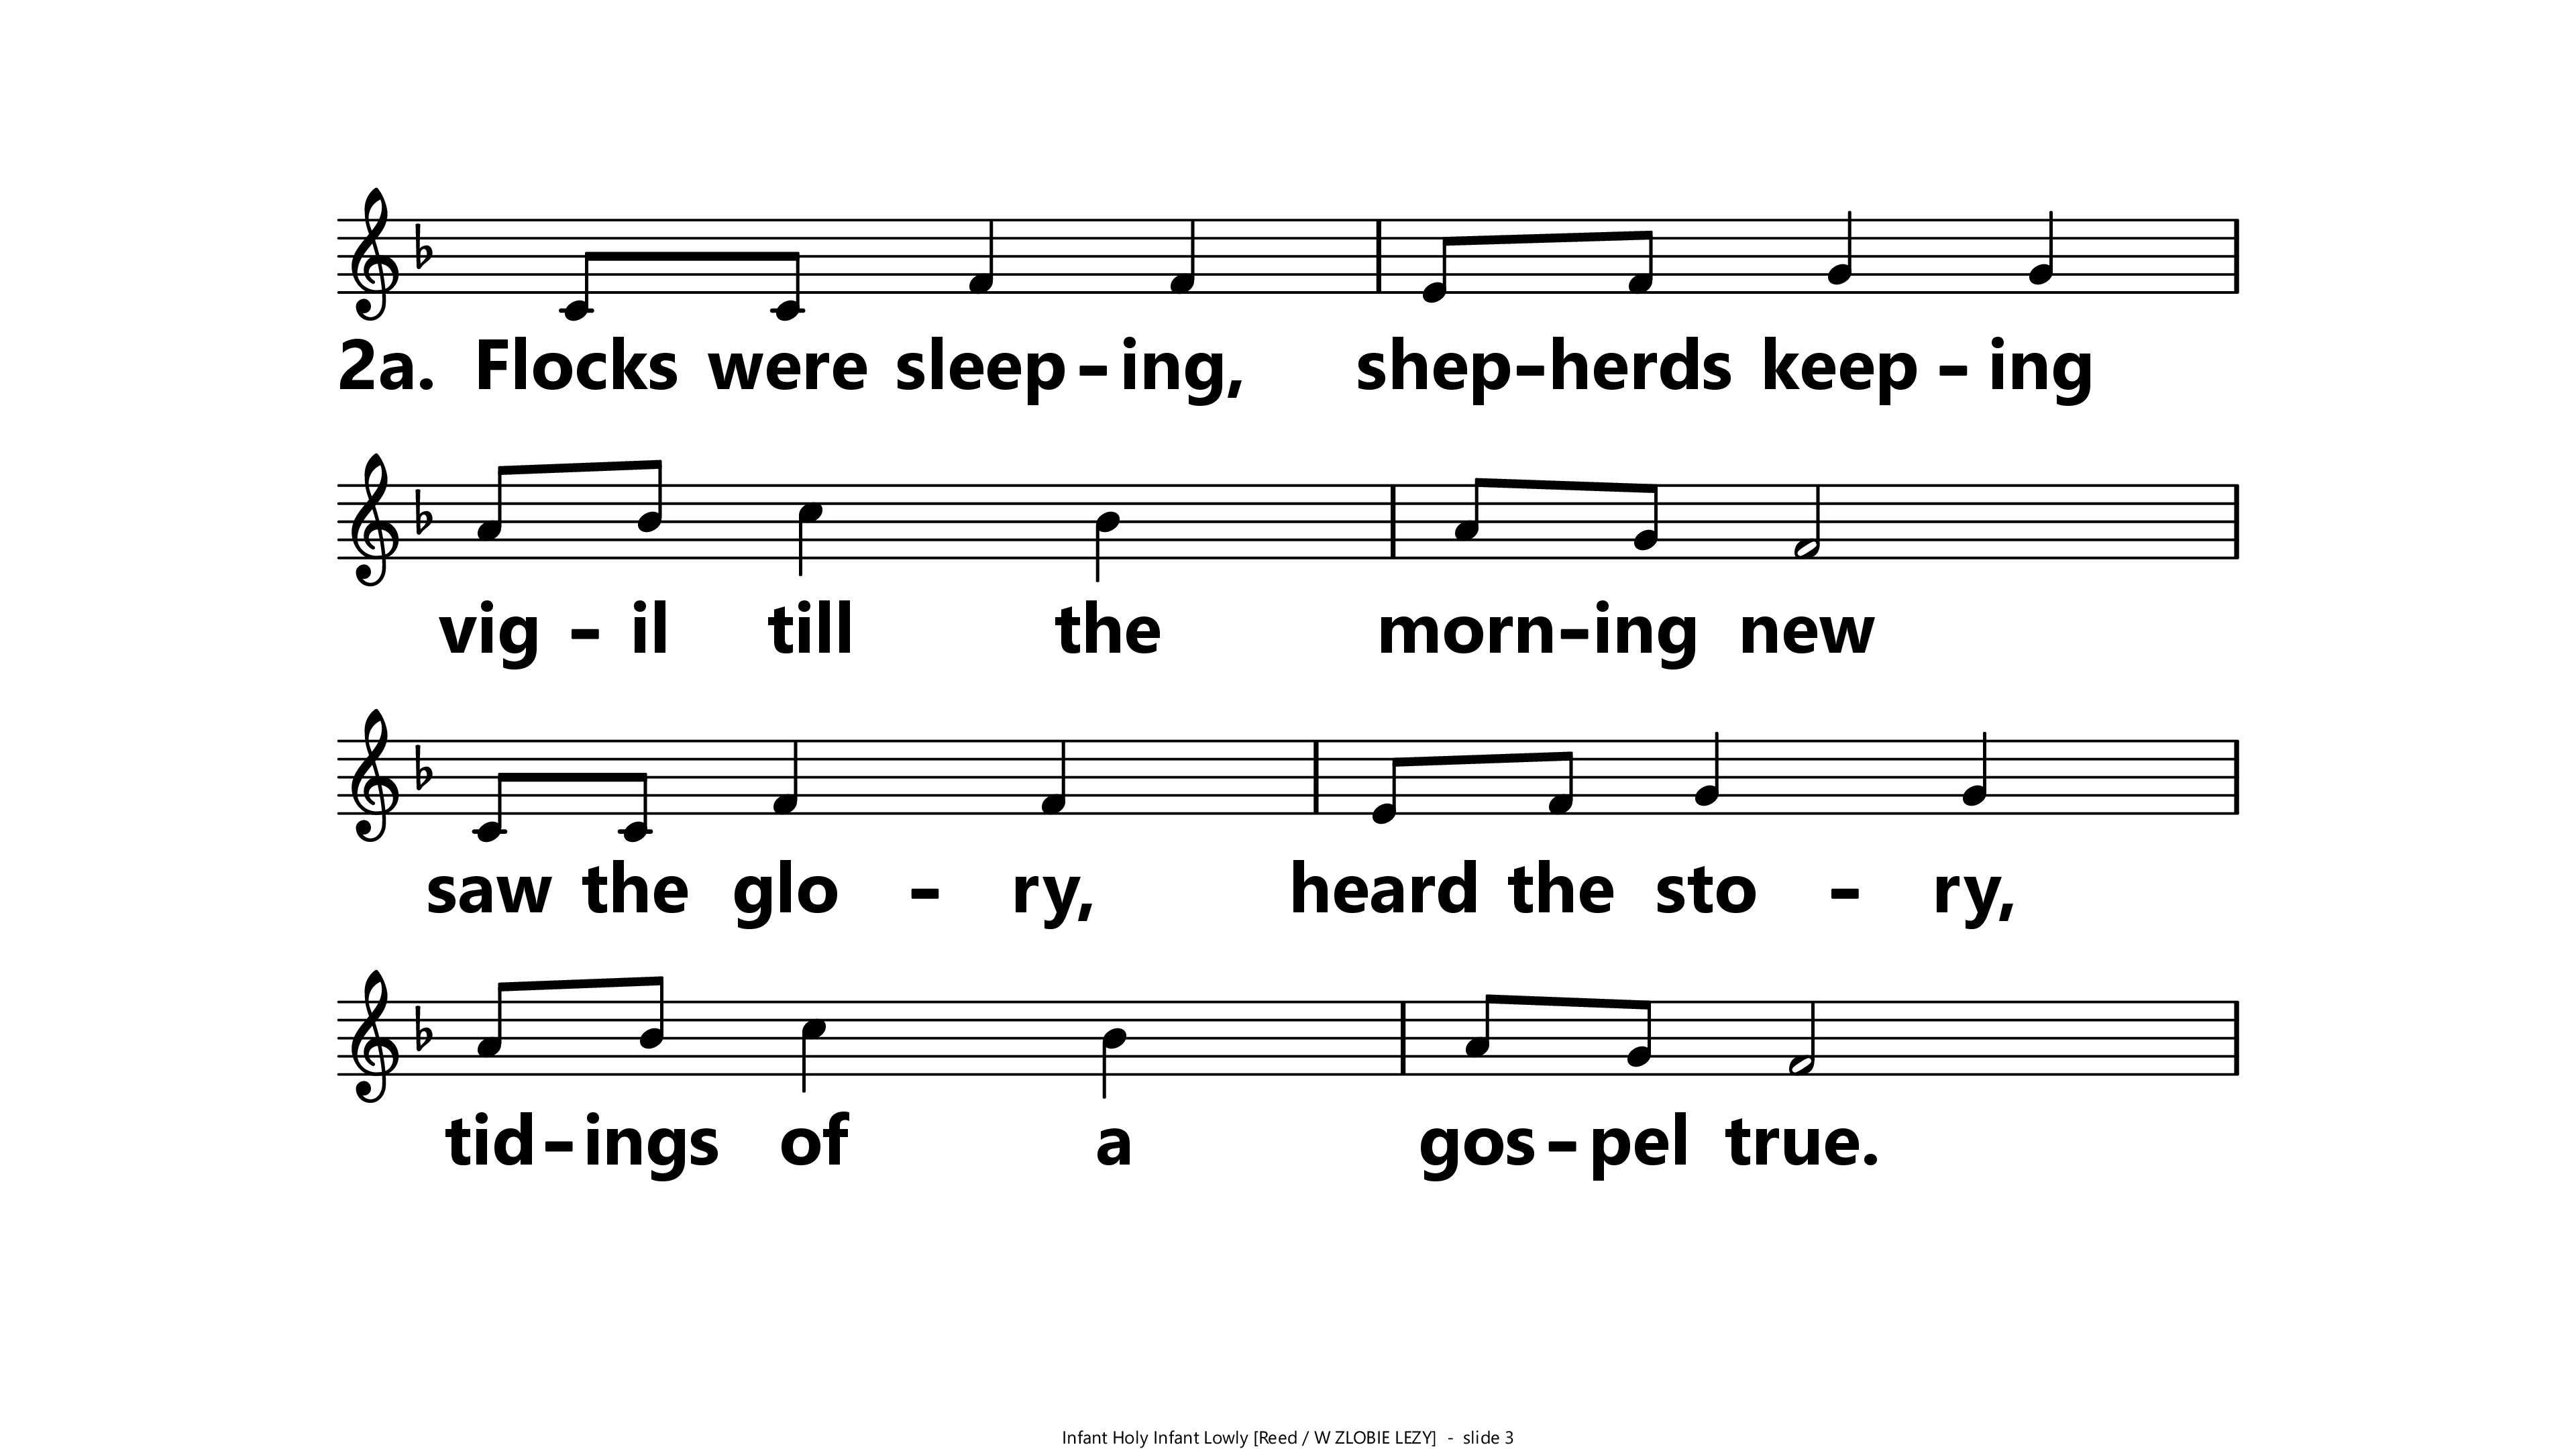 2a. Flocks were sleep-ing, shep-herds keep-ing
vig-il till the morn-ing new
saw the glo-ry, heard the sto-ry,
tid-ings of a gos-pel true.
Infant Holy Infant Lowly [Reed / W ZLOBIE LEZY] - slide 3